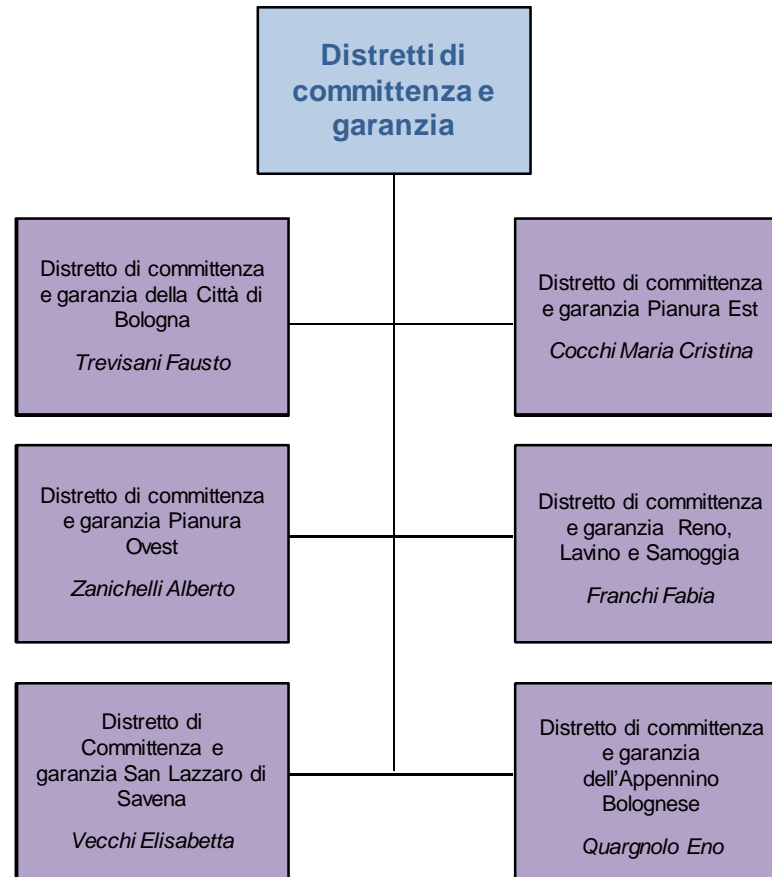 Distretti di
committenza e
garanzia
Distretto di committenza
e garanzia della Città di
Bologna
Trevisani Fausto
Distretto di committenza
e garanzia Pianura Est
Cocchi Maria Cristina
Distretto di committenza
e garanzia Pianura
Ovest
Zanichelli Alberto
Distretto di committenza
e garanzia Reno,
Lavino e Samoggia
Franchi Fabia
Distretto di
Committenza e
garanzia San Lazzaro di
Savena
Vecchi Elisabetta
Distretto di committenza
e garanzia
dell'Appennino
Bolognese
Quargnolo Eno